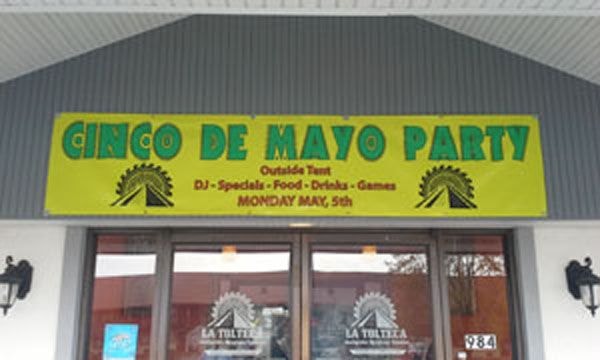 CINCO DE MAYO PARTY
Outside Tent
DJ - Specials - Food - Drinks - Games
MONDAY MAY, 5th
LA TOLTECA
LA TOLTECA
984